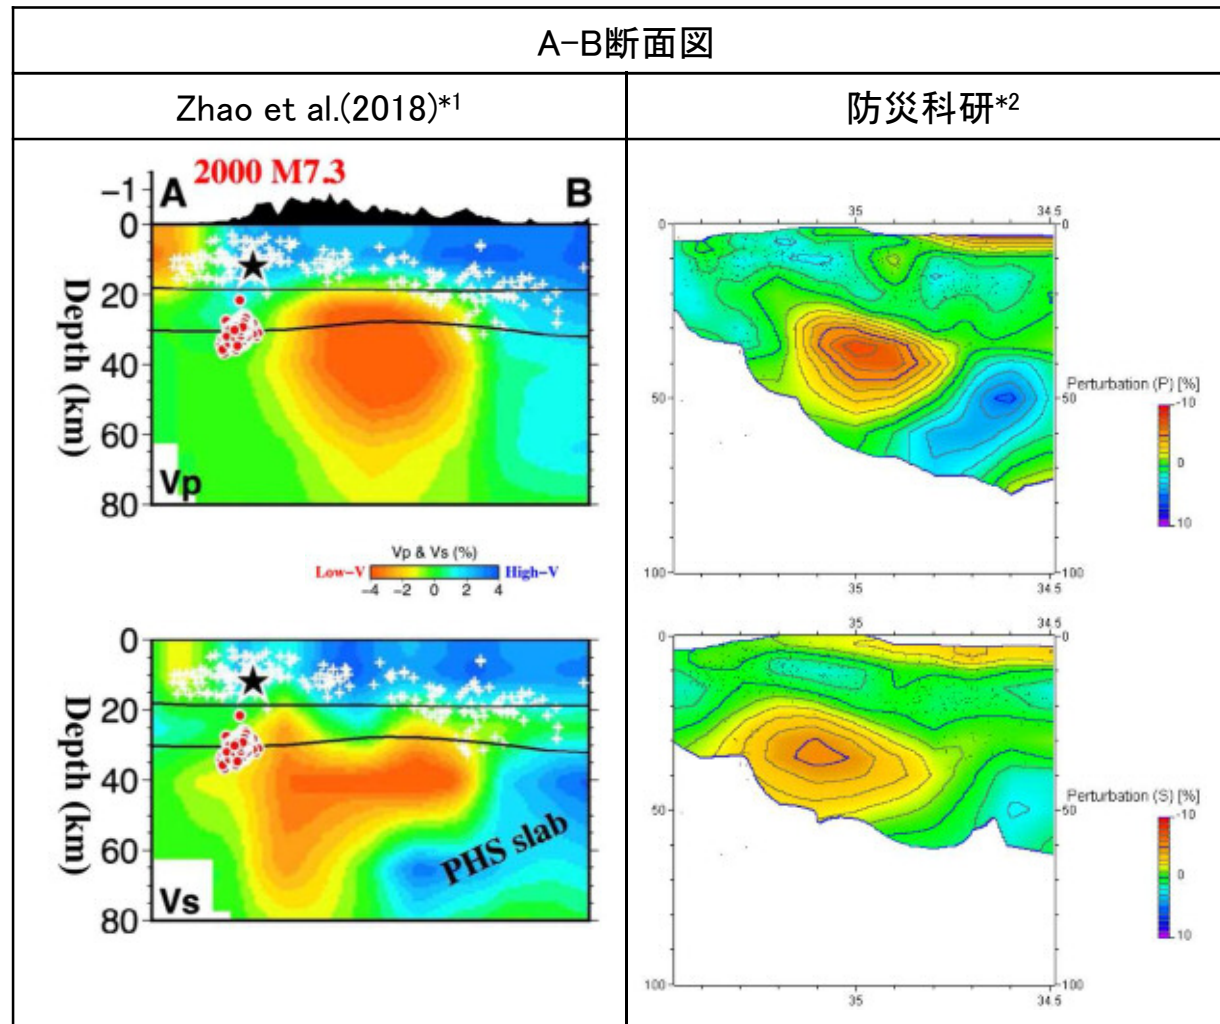 A-B断面図
Zhao et al.(2018)*1
防災科研*2
2000 M7.3
A
B
-1
0
20
40
60
80
Depth (km)
Vp
Vp & Vs (%)
Low-V
High-V
-4 -2 0 2 4
0
20
40
60
80
Depth (km)
PHS slab
Vs
35 34.5
0 0
50 50
100 100
35 34.5
Perturbation (P) [%]
-10
0
10
35 34.5
0 0
50 50
100 100
35 34.5
Perturbation (S) [%]
-10
0
10